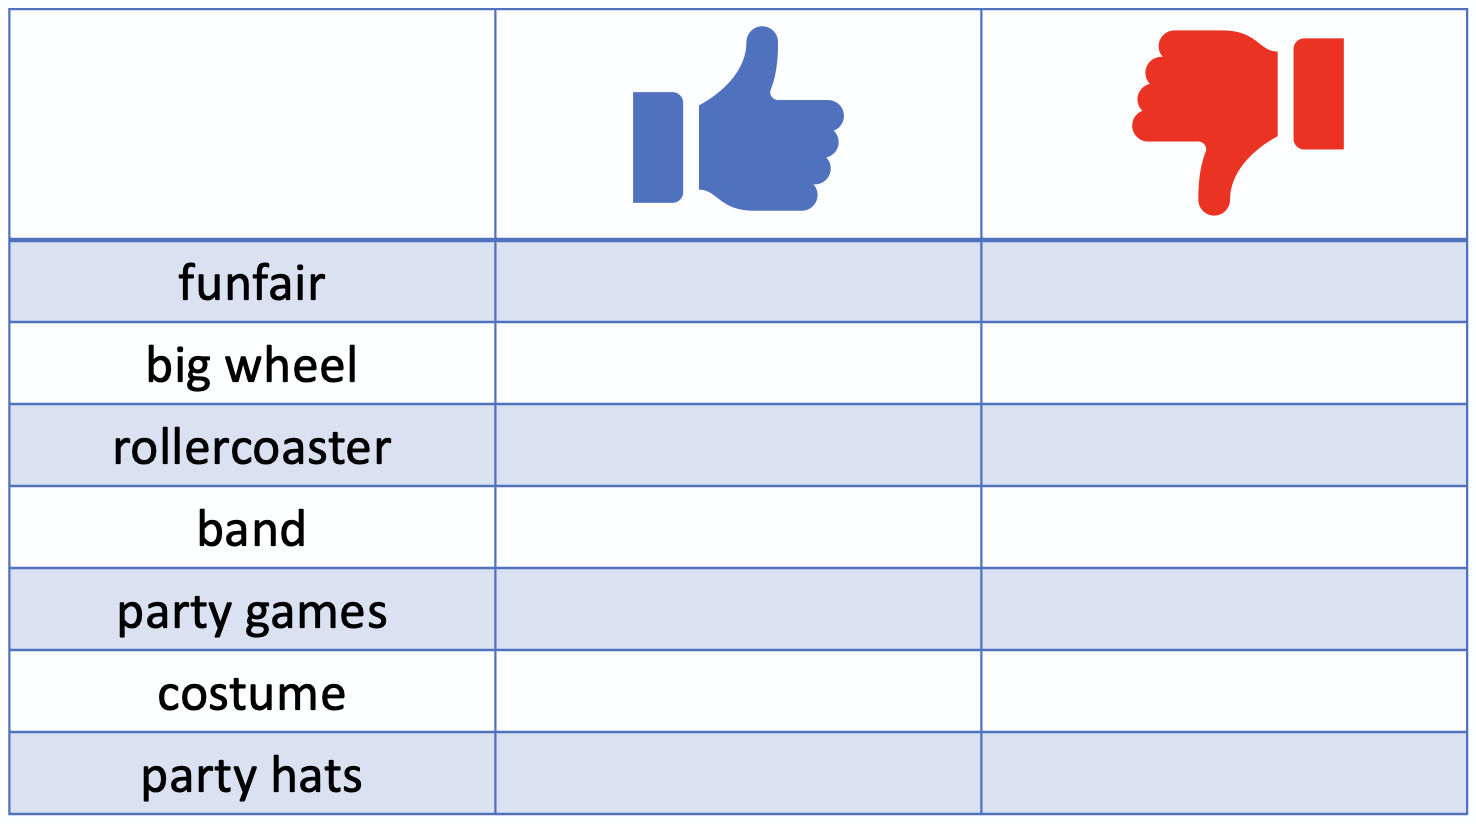 funfair
big wheel
rollercoaster
band
party games
costume
party hats